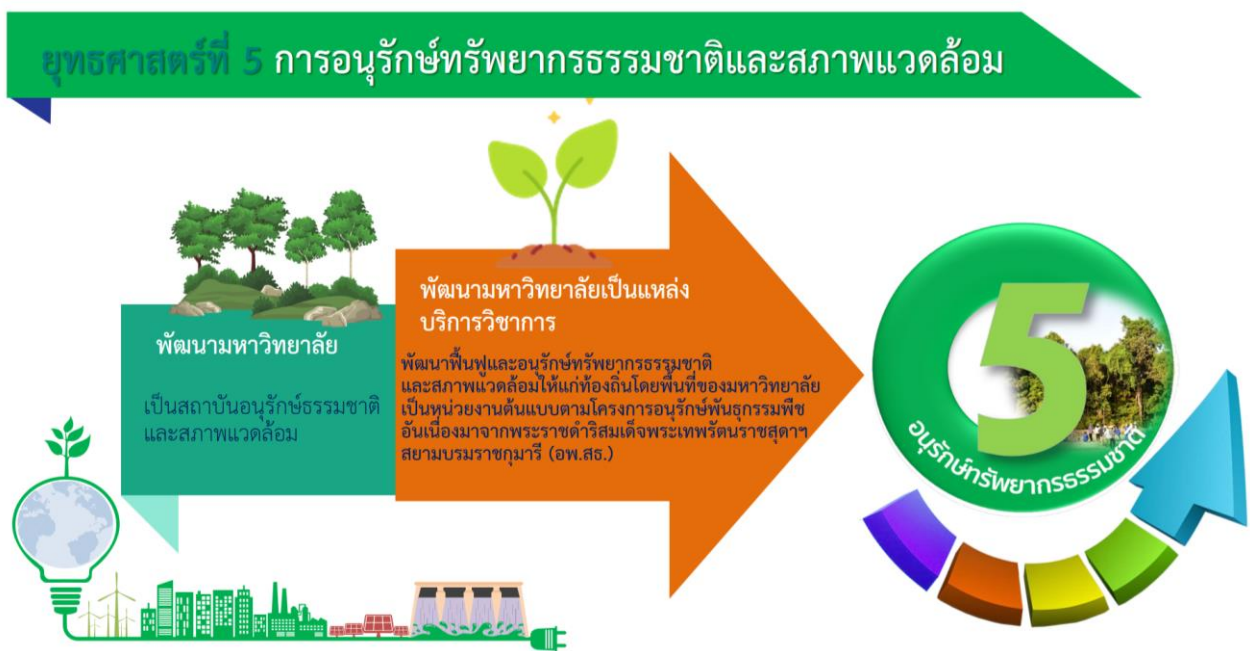 ยุทธศาสตร์ที่ 5 การอนุรักษ์ทรัพยากรธรรมชาติและสภาพแวดล้อม
พัฒนามหาวิทยาลัย
เป็นสถาบันอนุรักษ์ธรรมชาติ
และสภาพแวดล้อม
พัฒนามหาวิทยาลัยเป็นแหล่ง
บริการวิชาการ
พัฒนาฟื้นฟูและอนุรักษ์ทรัพยากรธรรมชาติ
และสภาพแวดล้อมให้แก่ท้องถิ่นโดยพื้นที่ของมหาวิทยาลัย
เป็นหน่วยงานต้นแบบตามโครงการอนุรักษ์พันธุกรรมพืช
อันเนื่องมาจากพระราชดำริสมเด็จพระเทพรัตนราชสุดาฯ
สยามบรมราชกุมารี (อพ.สธ.)
5
อนุรักษ์ทรัพยากรธรรมชาติ